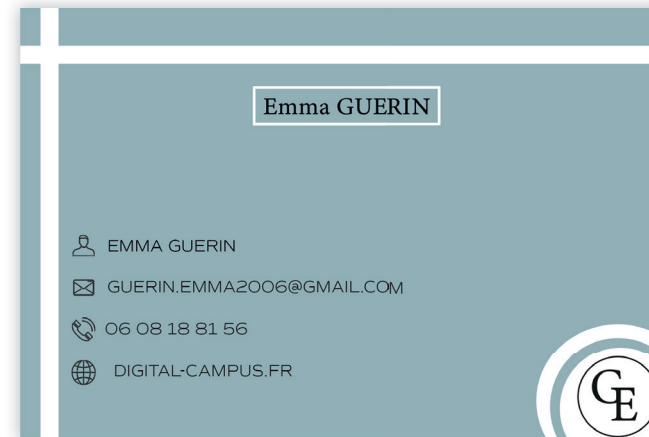 Emma GUERIN
EMMA GUERIN
GUERIN.EMMA2006@GMAIL.COM
06 08 18 81 56
DIGITAL-CAMPUS.FR
GE